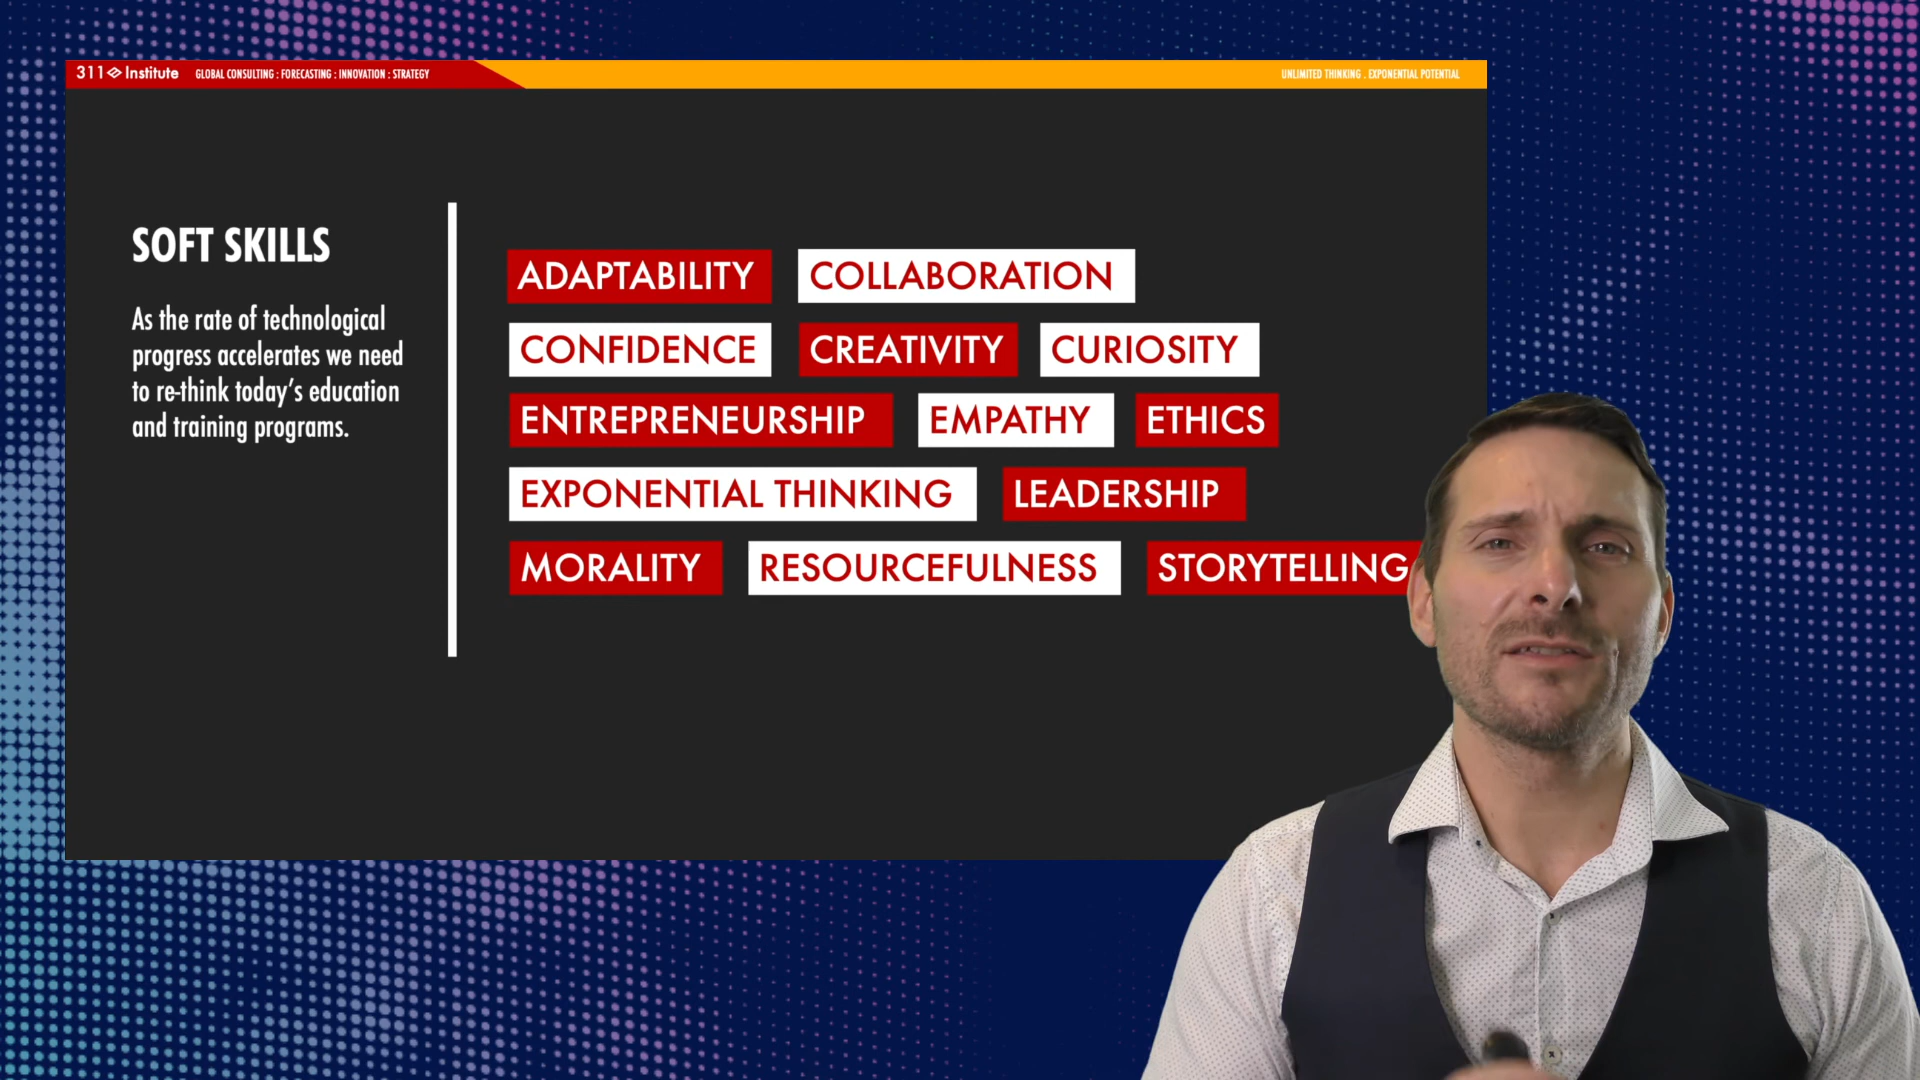 311 Institute GLOBAL CONSULTING : FORECASTING : INNOVATION : STRATEGY UNLIMITED THINKING . EXPONENTIAL POTENTIAL
SOFT SKILLS
As the rate of technological
progress accelerates we need
to re-think today's education
and training programs.
ADAPTABILITY COLLABORATION
CONFIDENCE CREATIVITY CURIOSITY
ENTREPRENEURSHIP EMPATHY ETHICS
EXPONENTIAL THINKING LEADERSHIP
MORALITY RESOURCEFULNESS STORYTELLING